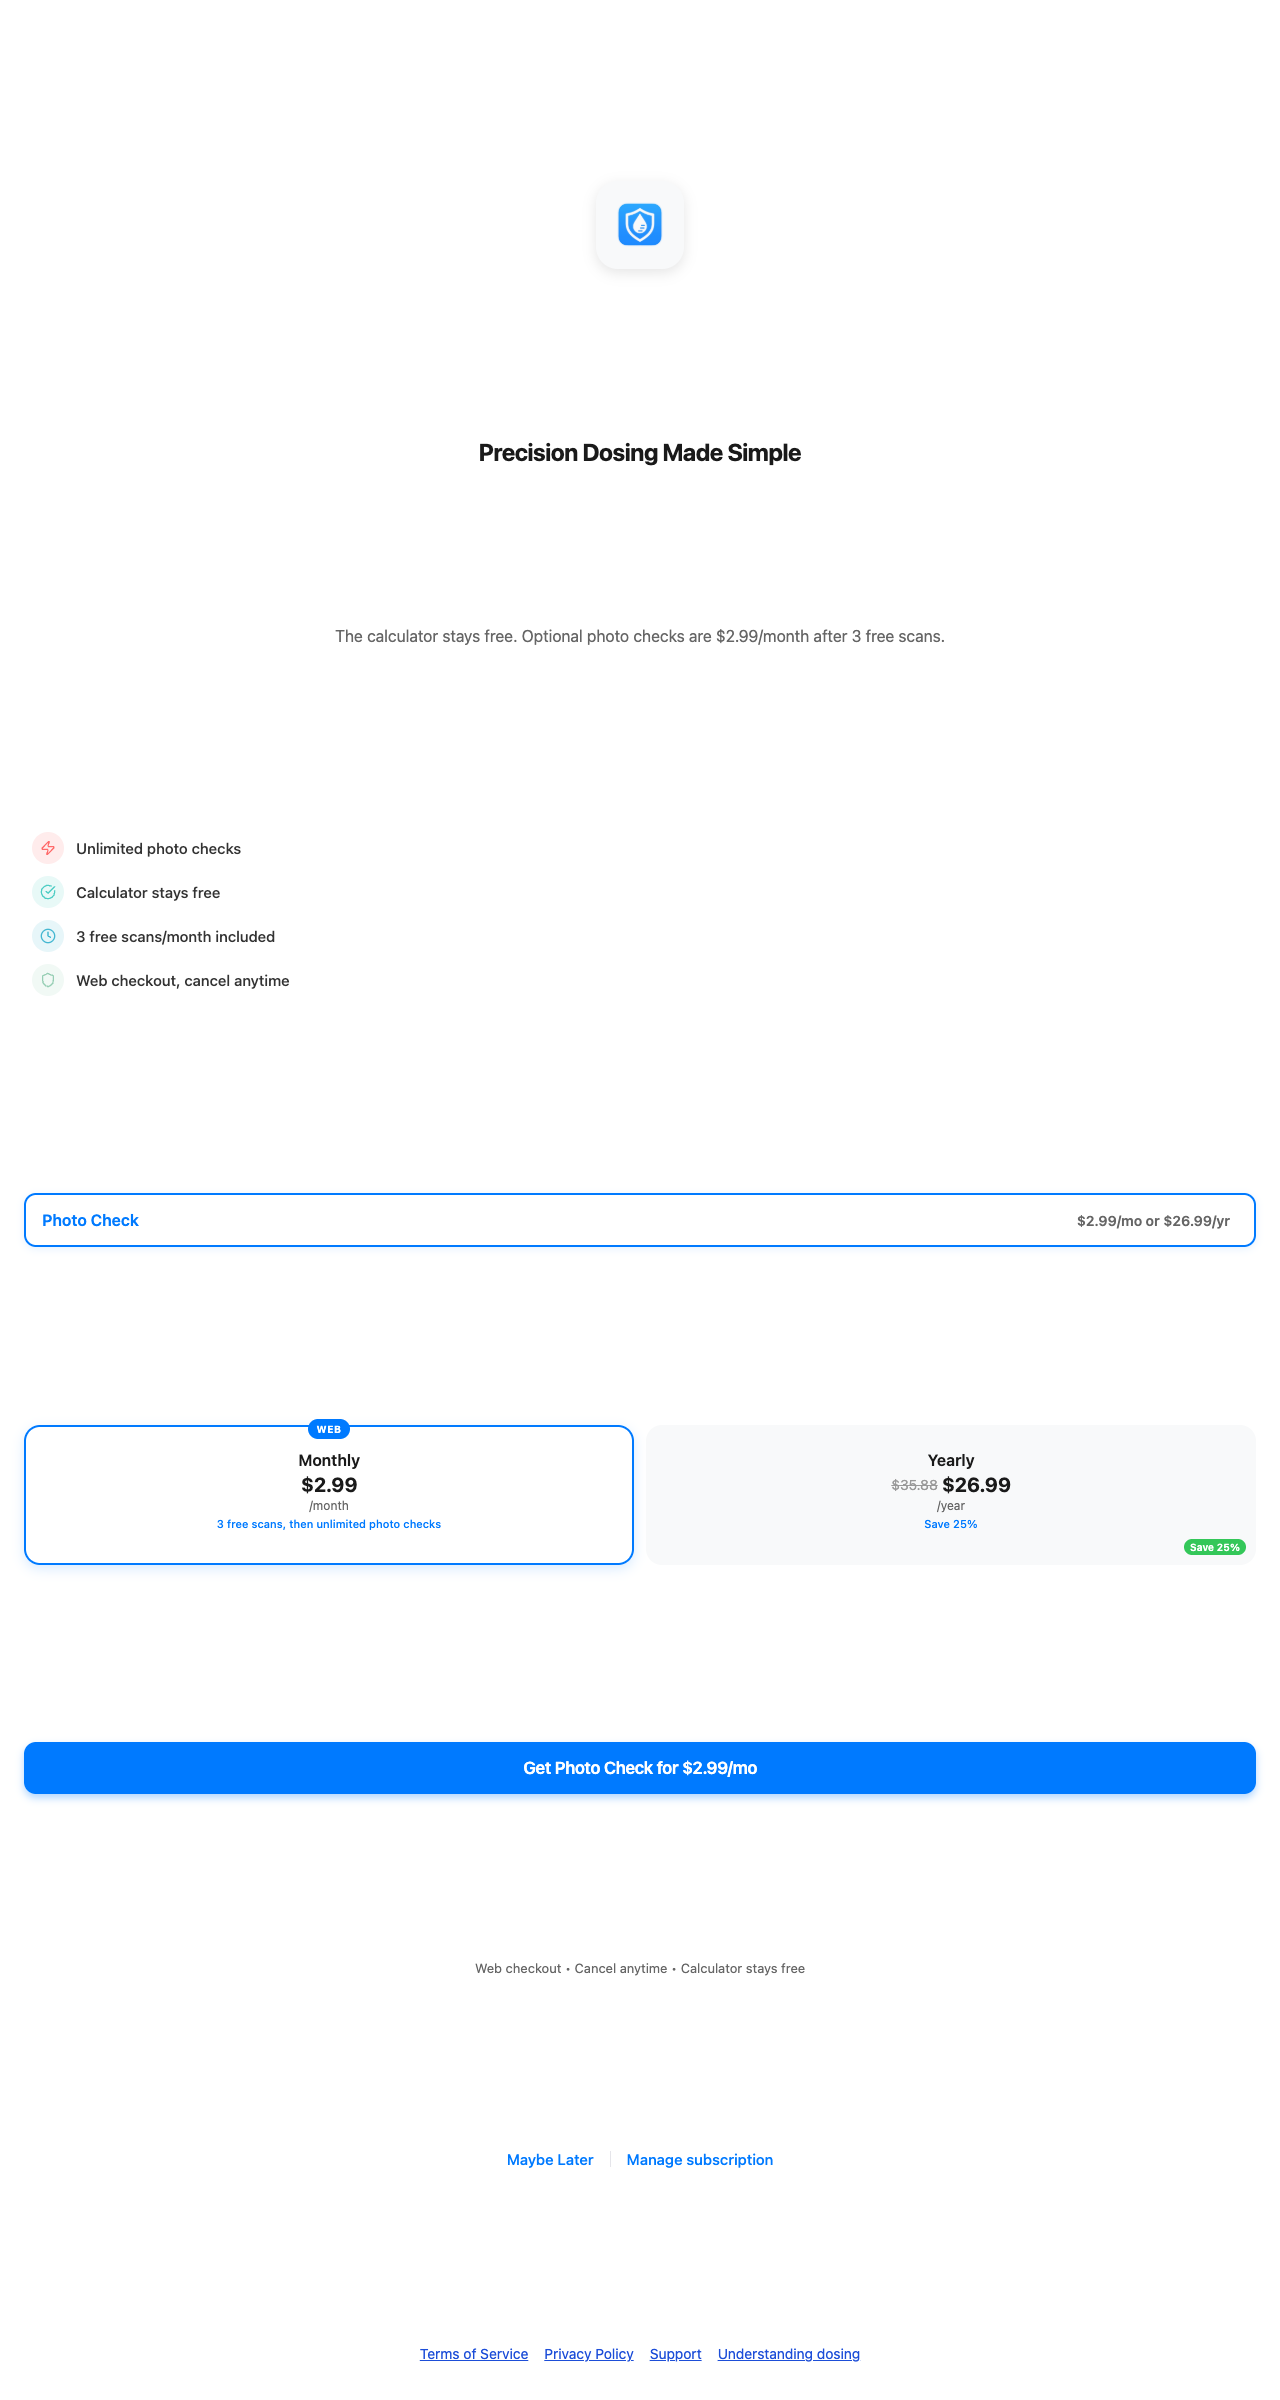 Precision Dosing Made Simple
The calculator stays free. Optional photo checks are $2.99/month after 3 free scans.
Unlimited photo checks
Calculator stays free
3 free scans/month included
Web checkout, cancel anytime
Photo Check $2.99/mo or $26.99/yr
WEB
Monthly
$2.99
/month
3 free scans, then unlimited photo checks
Yearly
$35.88 $26.99
/year
Save 25%
Save 25%
Get Photo Check for $2.99/mo
Web checkout • Cancel anytime • Calculator stays free
Maybe Later Manage subscription
Terms of Service Privacy Policy Support Understanding dosing